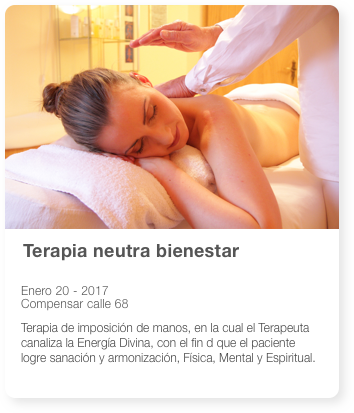 Terapia neutra bienestar
Enero 20 - 2017
Compensar calle 68
Terapia de imposición de manos, en la cual el Terapeuta
canaliza la Energía Divina, con el fin d que el paciente
logre sanación y armonización, Física, Mental y Espiritual.